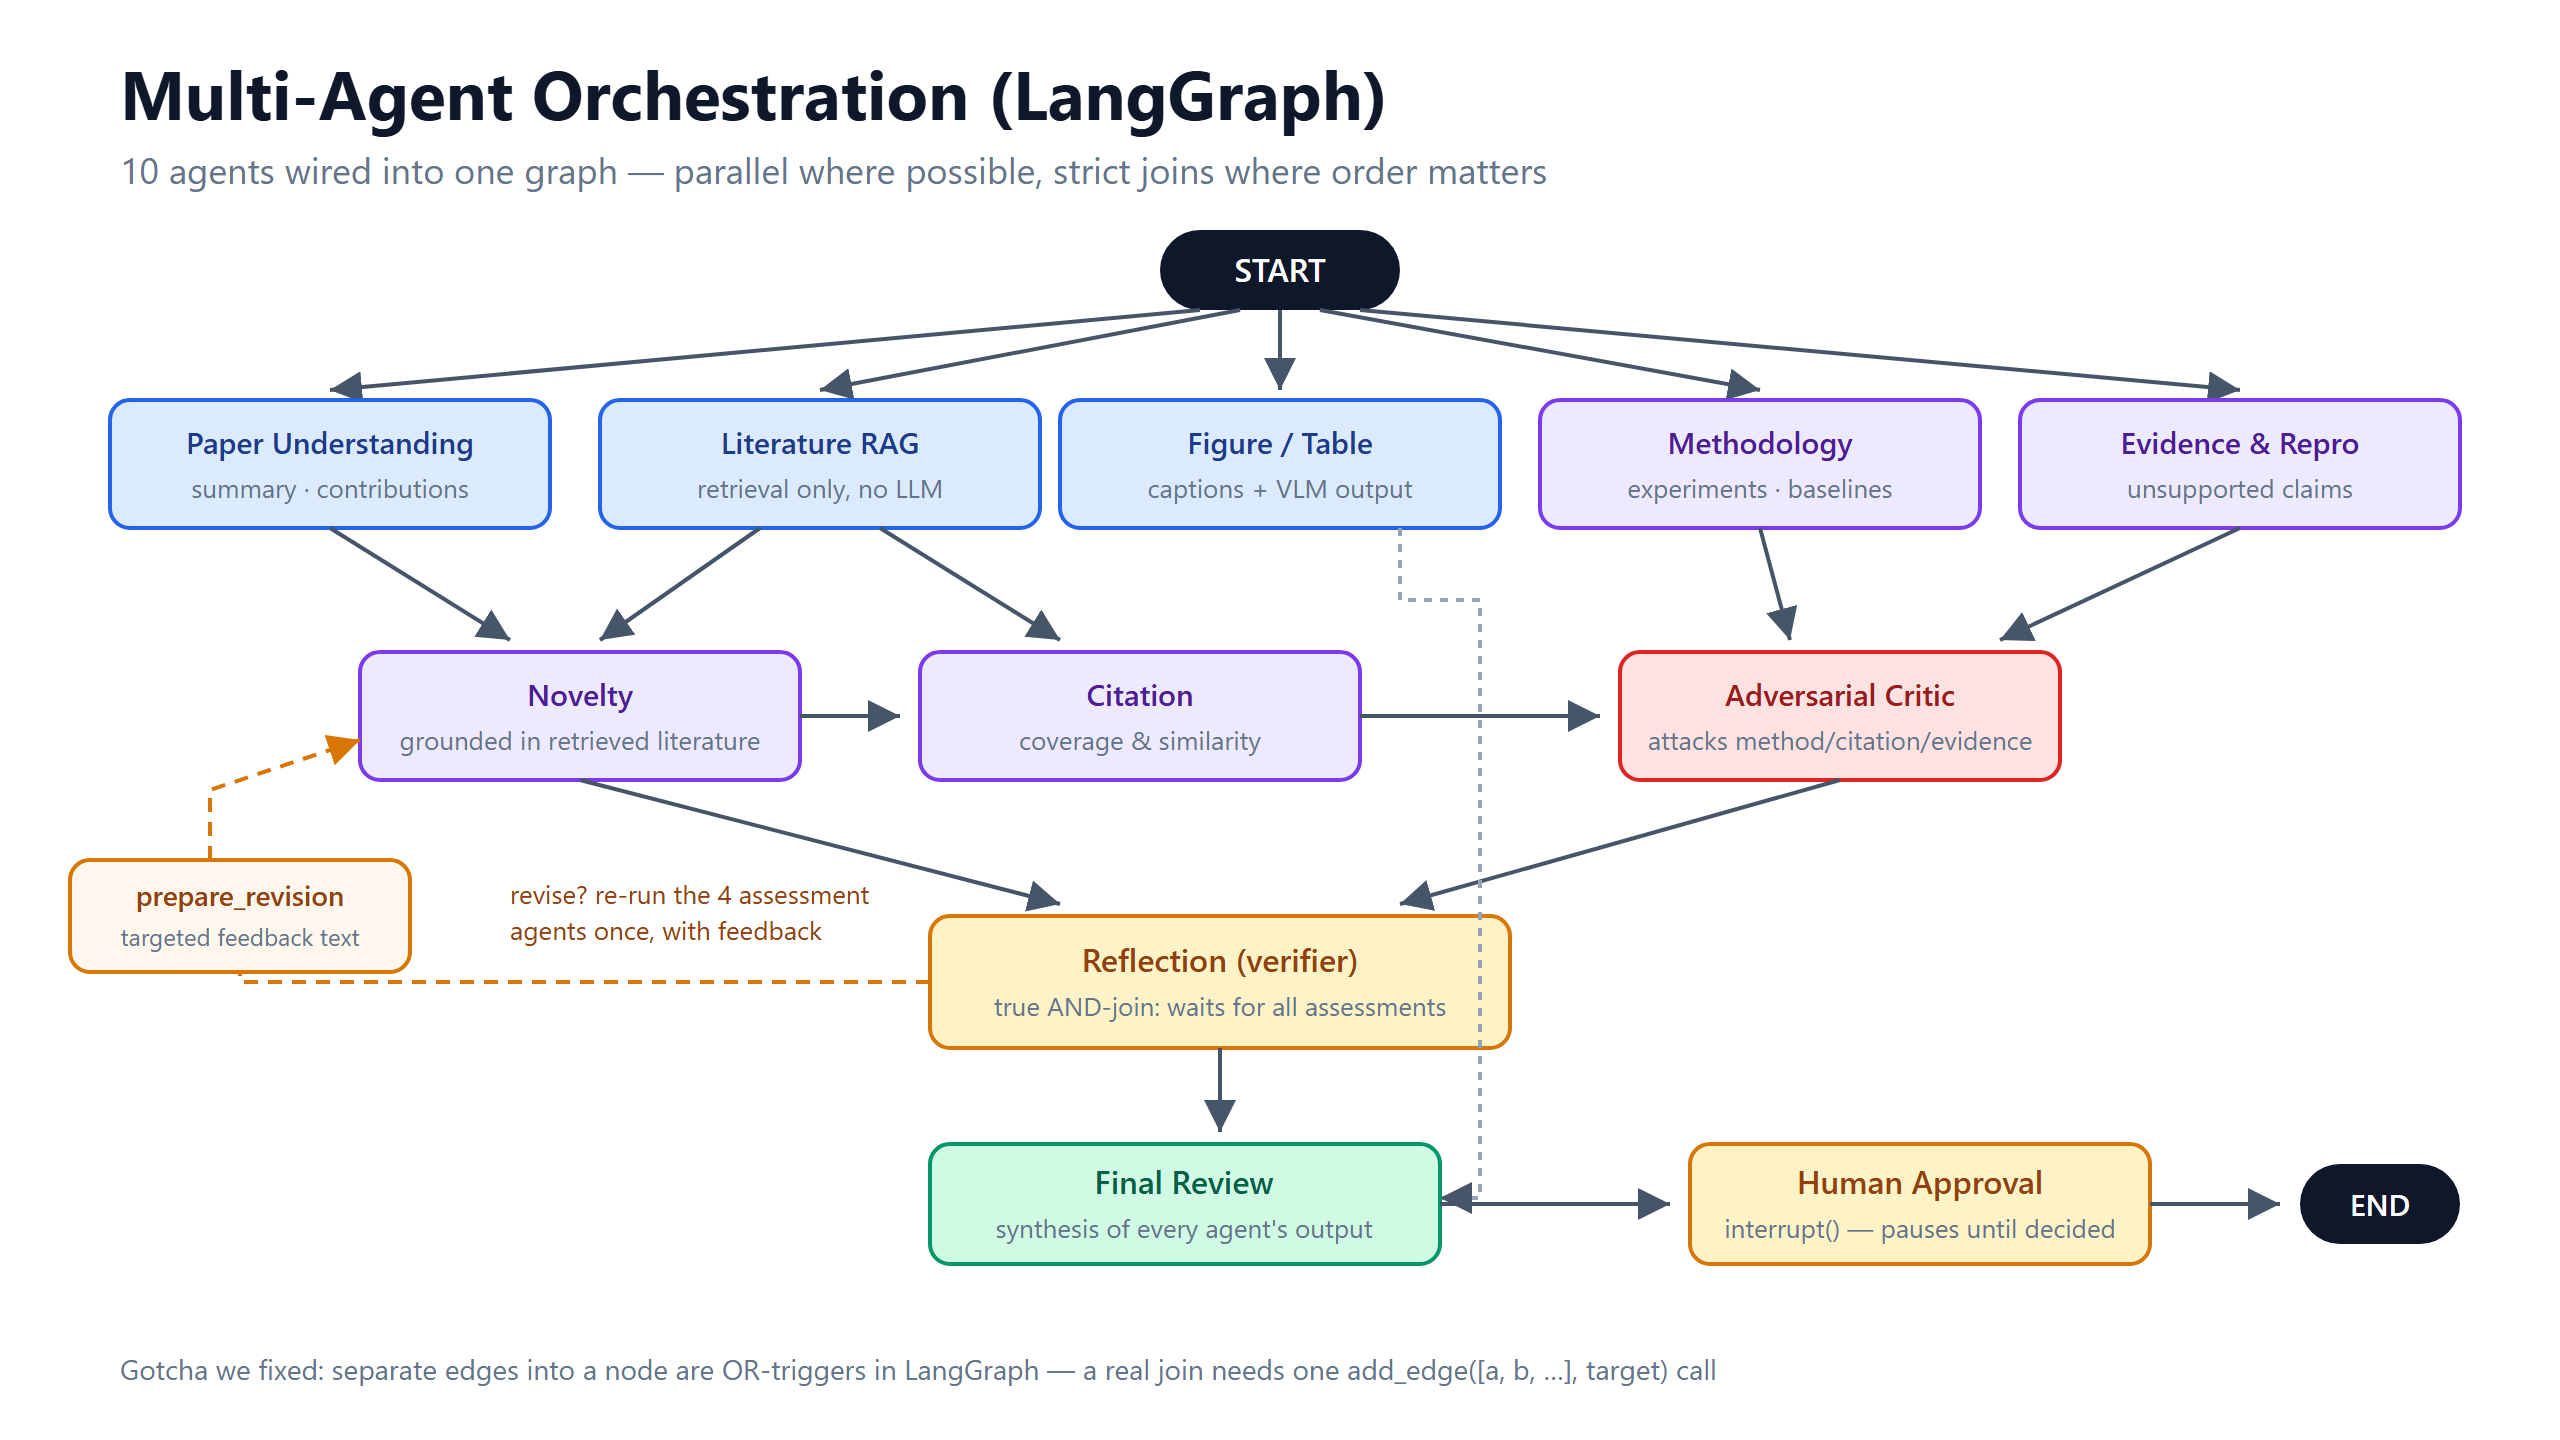 Multi-Agent Orchestration (LangGraph)
10 agents wired into one graph — parallel where possible, strict joins where order matters
START
Paper Understanding
summary · contributions
Literature RAG
retrieval only, no LLM
Figure / Table
captions + VLM output
Methodology
experiments · baselines
Evidence & Repro
unsupported claims
Novelty
grounded in retrieved literature
Citation
coverage & similarity
Adversarial Critic
attacks method/citation/evidence
prepare_revision
targeted feedback text
revise? re-run the 4 assessment
agents once, with feedback
Reflection (verifier)
true AND-join: waits for all assessments
Final Review
synthesis of every agent's output
Human Approval
interrupt() — pauses until decided
END
Gotcha we fixed: separate edges into a node are OR-triggers in LangGraph — a real join needs one add_edge([a, b, ...], target) call